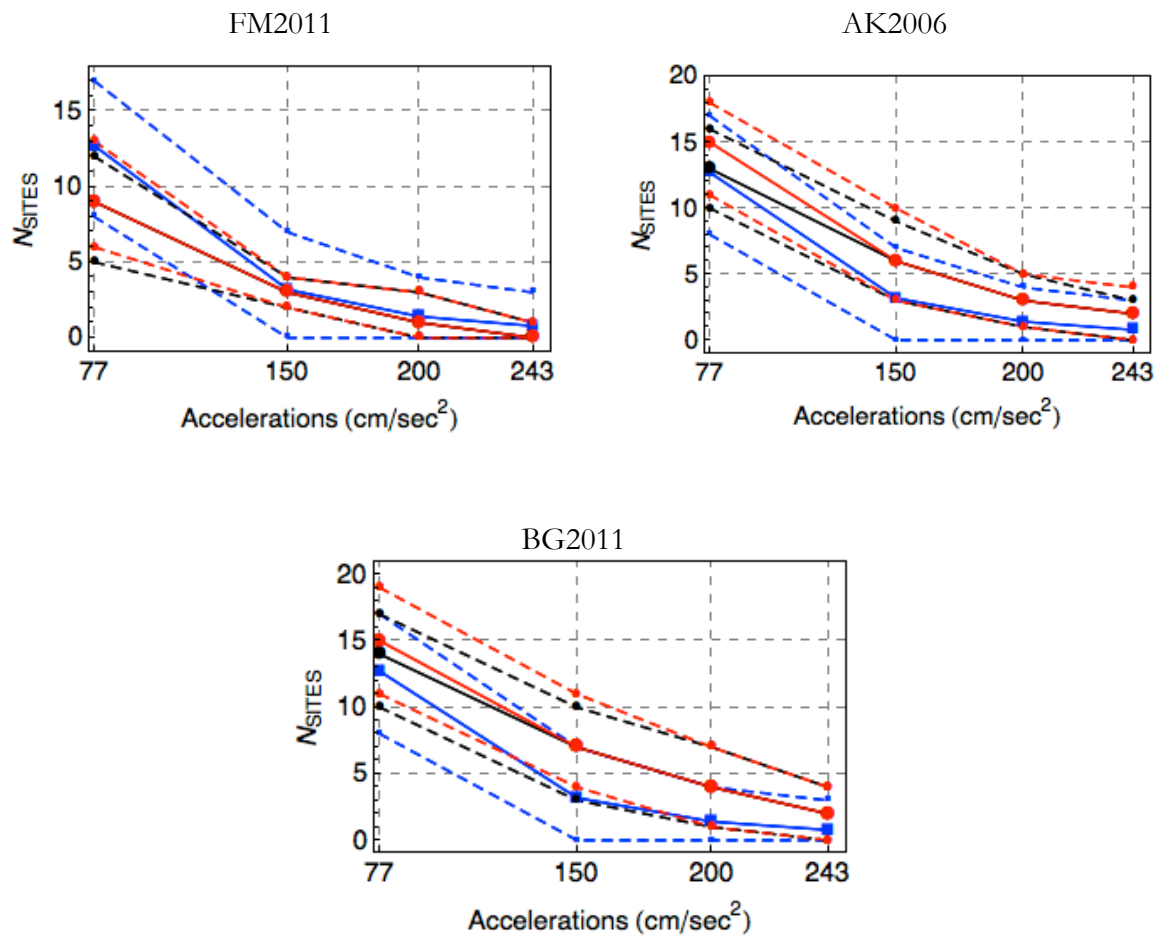 FM2011
AK2006
N_SITES
15
10
5
0
77 150 200 243
Accelerations (cm/sec²)
N_SITES
20
15
10
5
0
77 150 200 243
Accelerations (cm/sec²)
BG2011
N_SITES
20
15
10
5
0
77 150 200 243
Accelerations (cm/sec²)